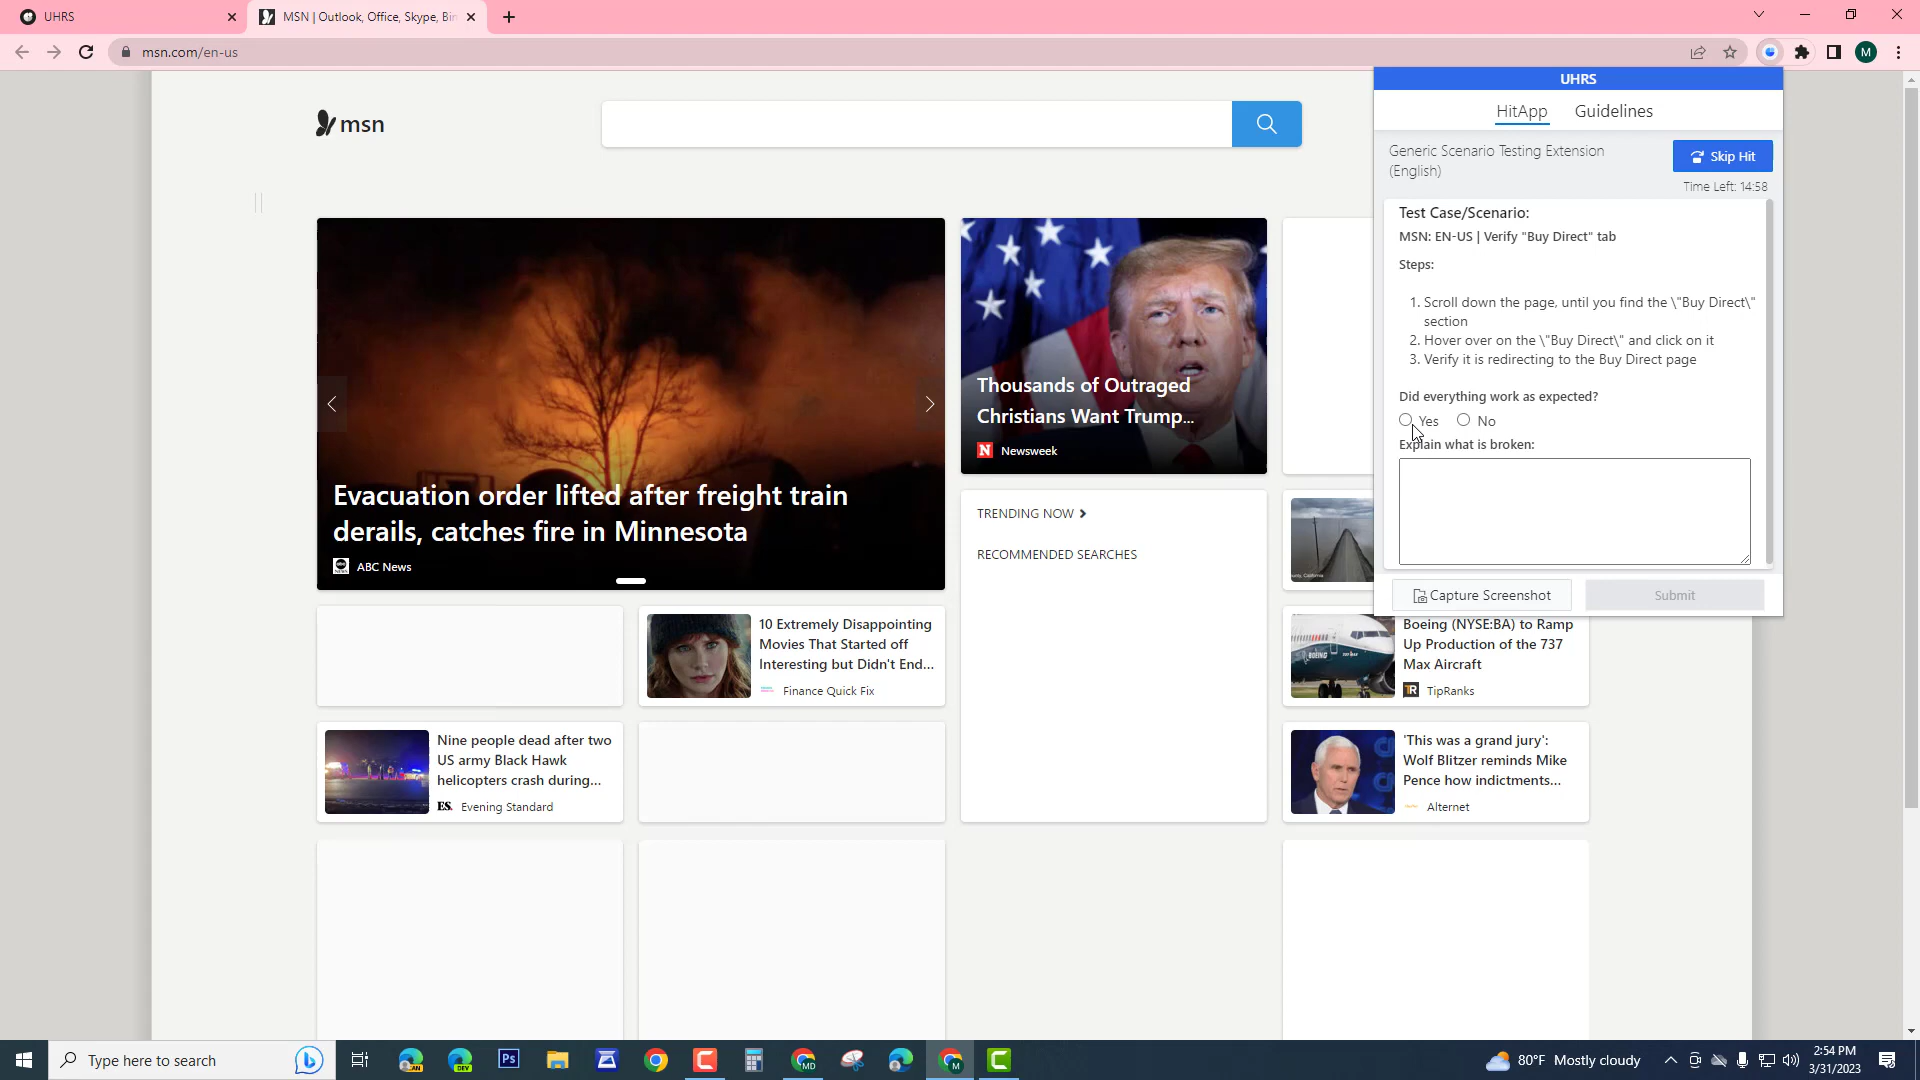 UHRS
MSN | Outlook, Office, Skype, Bin
msn.com/en-us
M
msn
UHRS
HitApp
Guidelines
Generic Scenario Testing Extension
(English)
Skip Hit
Time Left: 14:58
Test Case/Scenario:
MSN: EN-US | Verify "Buy Direct" tab
Steps:
1. Scroll down the page, until you find the \"Buy Direct\"
section
2. Hover over on the \"Buy Direct\" and click on it
3. Verify it is redirecting to the Buy Direct page
Did everything work as expected?
Yes
No
Explain what is broken:
Capture Screenshot
Submit
Evacuation order lifted after freight train
derails, catches fire in Minnesota
ABC News
Thousands of Outraged
Christians Want Trump...
N
Newsweek
TRENDING NOW
RECOMMENDED SEARCHES
10 Extremely Disappointing
Movies That Started off
Interesting but Didn't End...
Finance Quick Fix
Boeing (NYSE:BA) to Ramp
Up Production of the 737
Max Aircraft
TR
TipRanks
Nine people dead after two
US army Black Hawk
helicopters crash during...
ES.
Evening Standard
'This was a grand jury':
Wolf Blitzer reminds Mike
Pence how indictments...
Alternet
Type here to search
CAN
DEV
Ps
MD
M
80°F Mostly cloudy
2:54 PM
3/31/2023